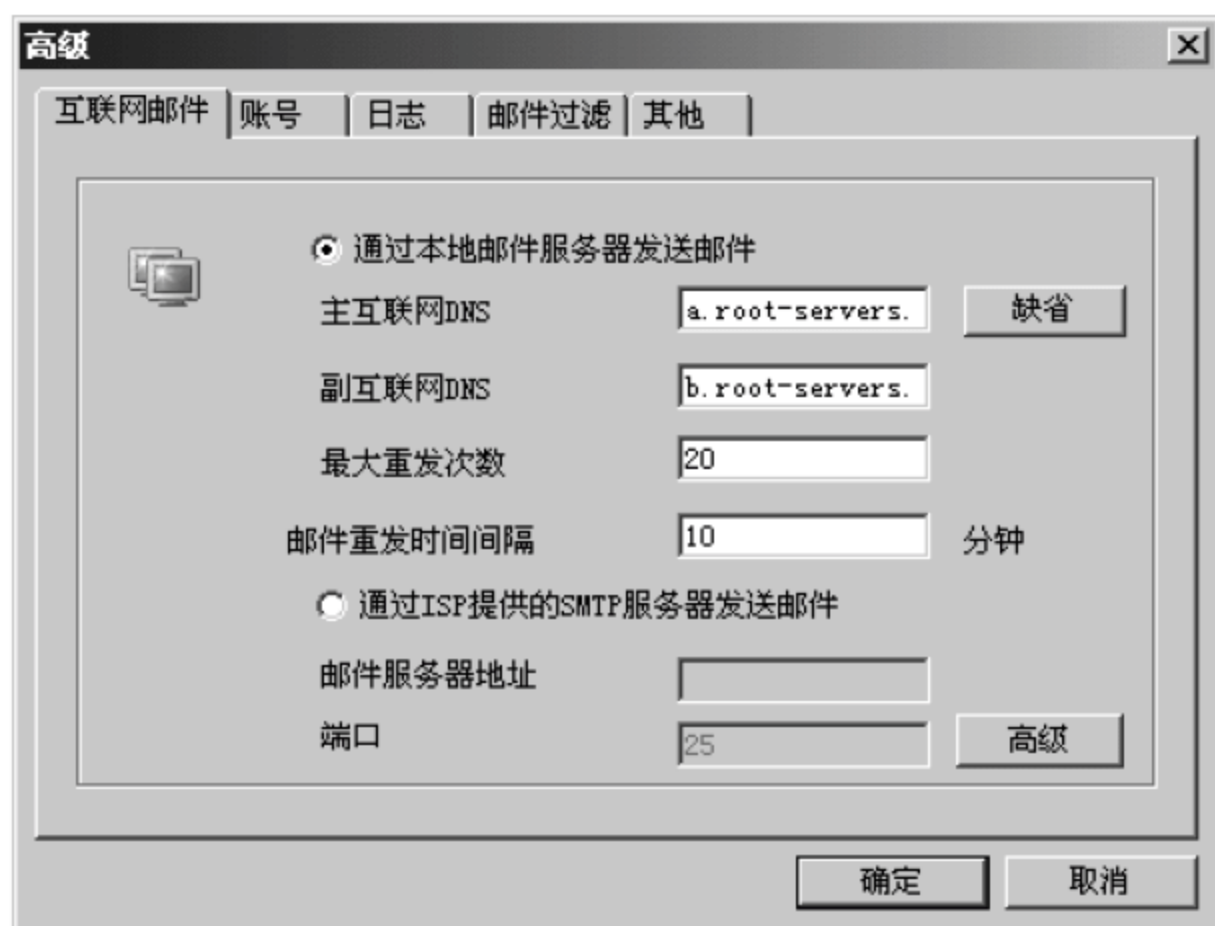 高级
互联网邮件 账号 日志 邮件过滤 其他
通过本地邮件服务器发送邮件
主互联网DNS a.root-servers. 缺省
副互联网DNS b.root-servers.
最大重发次数 20
邮件重发时间间隔 10 分钟
通过ISP提供的SMTP服务器发送邮件
邮件服务器地址
端口 25 高级
确定 取消